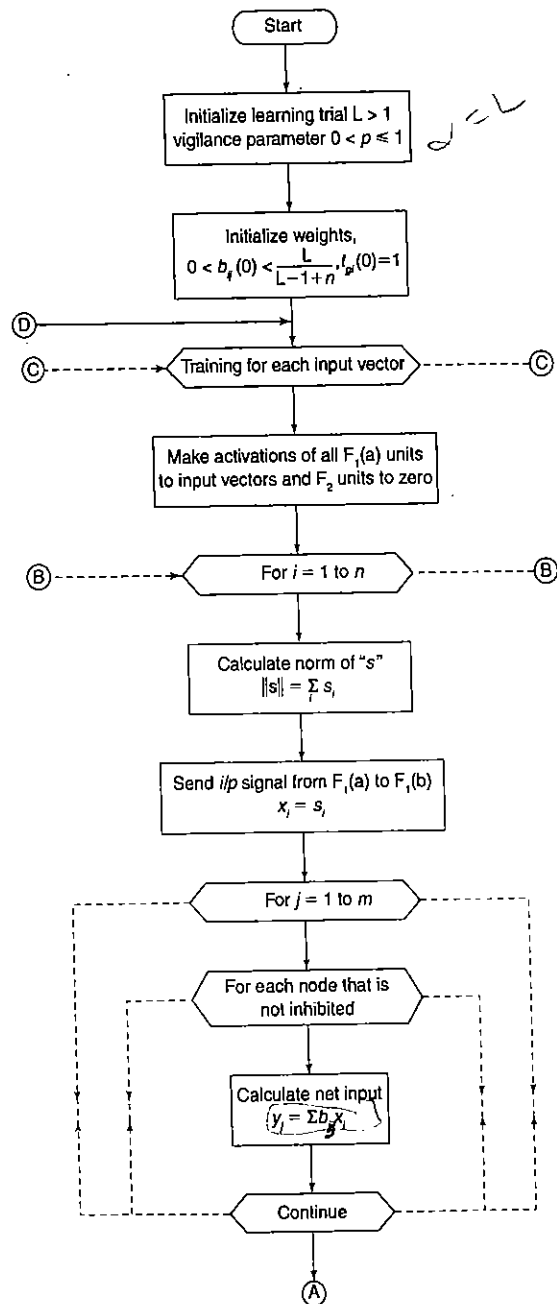 Start
Initialize learning trial L > 1
vigilance parameter 0 < p ≤ 1
α = L
Initialize weights,
0 < b_ij(0) < L/(L−1+n), t_ji(0)=1
D
C
Training for each input vector
C
Make activations of all F₁(a) units
to input vectors and F₂ units to zero
B
For i = 1 to n
B
Calculate norm of "s"
||s|| = Σ_i s_i
Send i/p signal from F₁(a) to F₁(b)
x_i = s_i
For j = 1 to m
For each node that is
not inhibited
Calculate net input
y_j = Σb_ij x_i
Continue
A